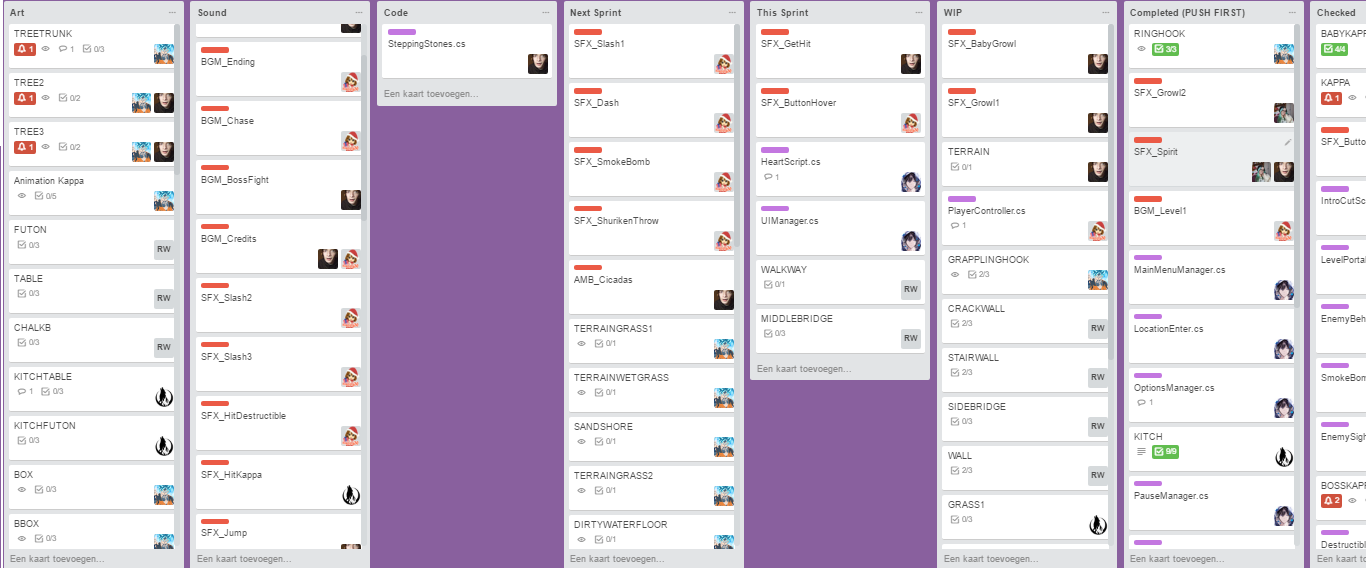 Art
TREETRUNK
1 1 0/3
TREE2
1 0/2
TREE3
1 0/2
Animation Kappa
0/5
FUTON
0/3 RW
TABLE
0/3 RW
CHALKB
0/3 RW
KITCHTABLE
1 0/3
KITCHFUTON
0/3
BOX
0/3
BBOX
0/3
Een kaart toevoegen...
Sound
BGM_Ending
BGM_Chase
BGM_BossFight
BGM_Credits
SFX_Slash2
SFX_Slash3
SFX_HitDestructible
SFX_HitKappa
SFX_Jump
Een kaart toevoegen...
Code
SteppingStones.cs
Een kaart toevoegen...
Next Sprint
SFX_Slash1
SFX_Dash
SFX_SmokeBomb
SFX_ShurikenThrow
AMB_Cicadas
TERRAINGRASS1
0/1
TERRAINWETGRASS
0/1
SANDSHORE
0/1
TERRAINGRASS2
0/1
DIRTYWATERFLOOR
0/1
Een kaart toevoegen...
This Sprint
SFX_GetHit
SFX_ButtonHover
HeartScript.cs
1
UIManager.cs
WALKWAY
0/1 RW
MIDDLEBRIDGE
0/3 RW
Een kaart toevoegen...
WIP
SFX_BabyGrowl
SFX_Growl1
TERRAIN
0/1
PlayerController.cs
1
GRAPPLINGHOOK
2/3
CRACKWALL
2/3 RW
STAIRWALL
2/3 RW
SIDEBRIDGE
0/3 RW
WALL
2/3 RW
GRASS1
0/3
Een kaart toevoegen...
Completed (PUSH FIRST)
RINGHOOK
3/3
SFX_Growl2
SFX_Spirit
BGM_Level1
MainMenuManager.cs
LocationEnter.cs
OptionsManager.cs
1
KITCH
9/9
PauseManager.cs
Een kaart toevoegen...
Checked
BABYKAPP
4/4
KAPPA
1
SFX_Butto
IntroCutSc
LevelPortal
EnemyBeh
SmokeBom
EnemySigh
BOSSKAPP
2
Destructibl
Een kaart to